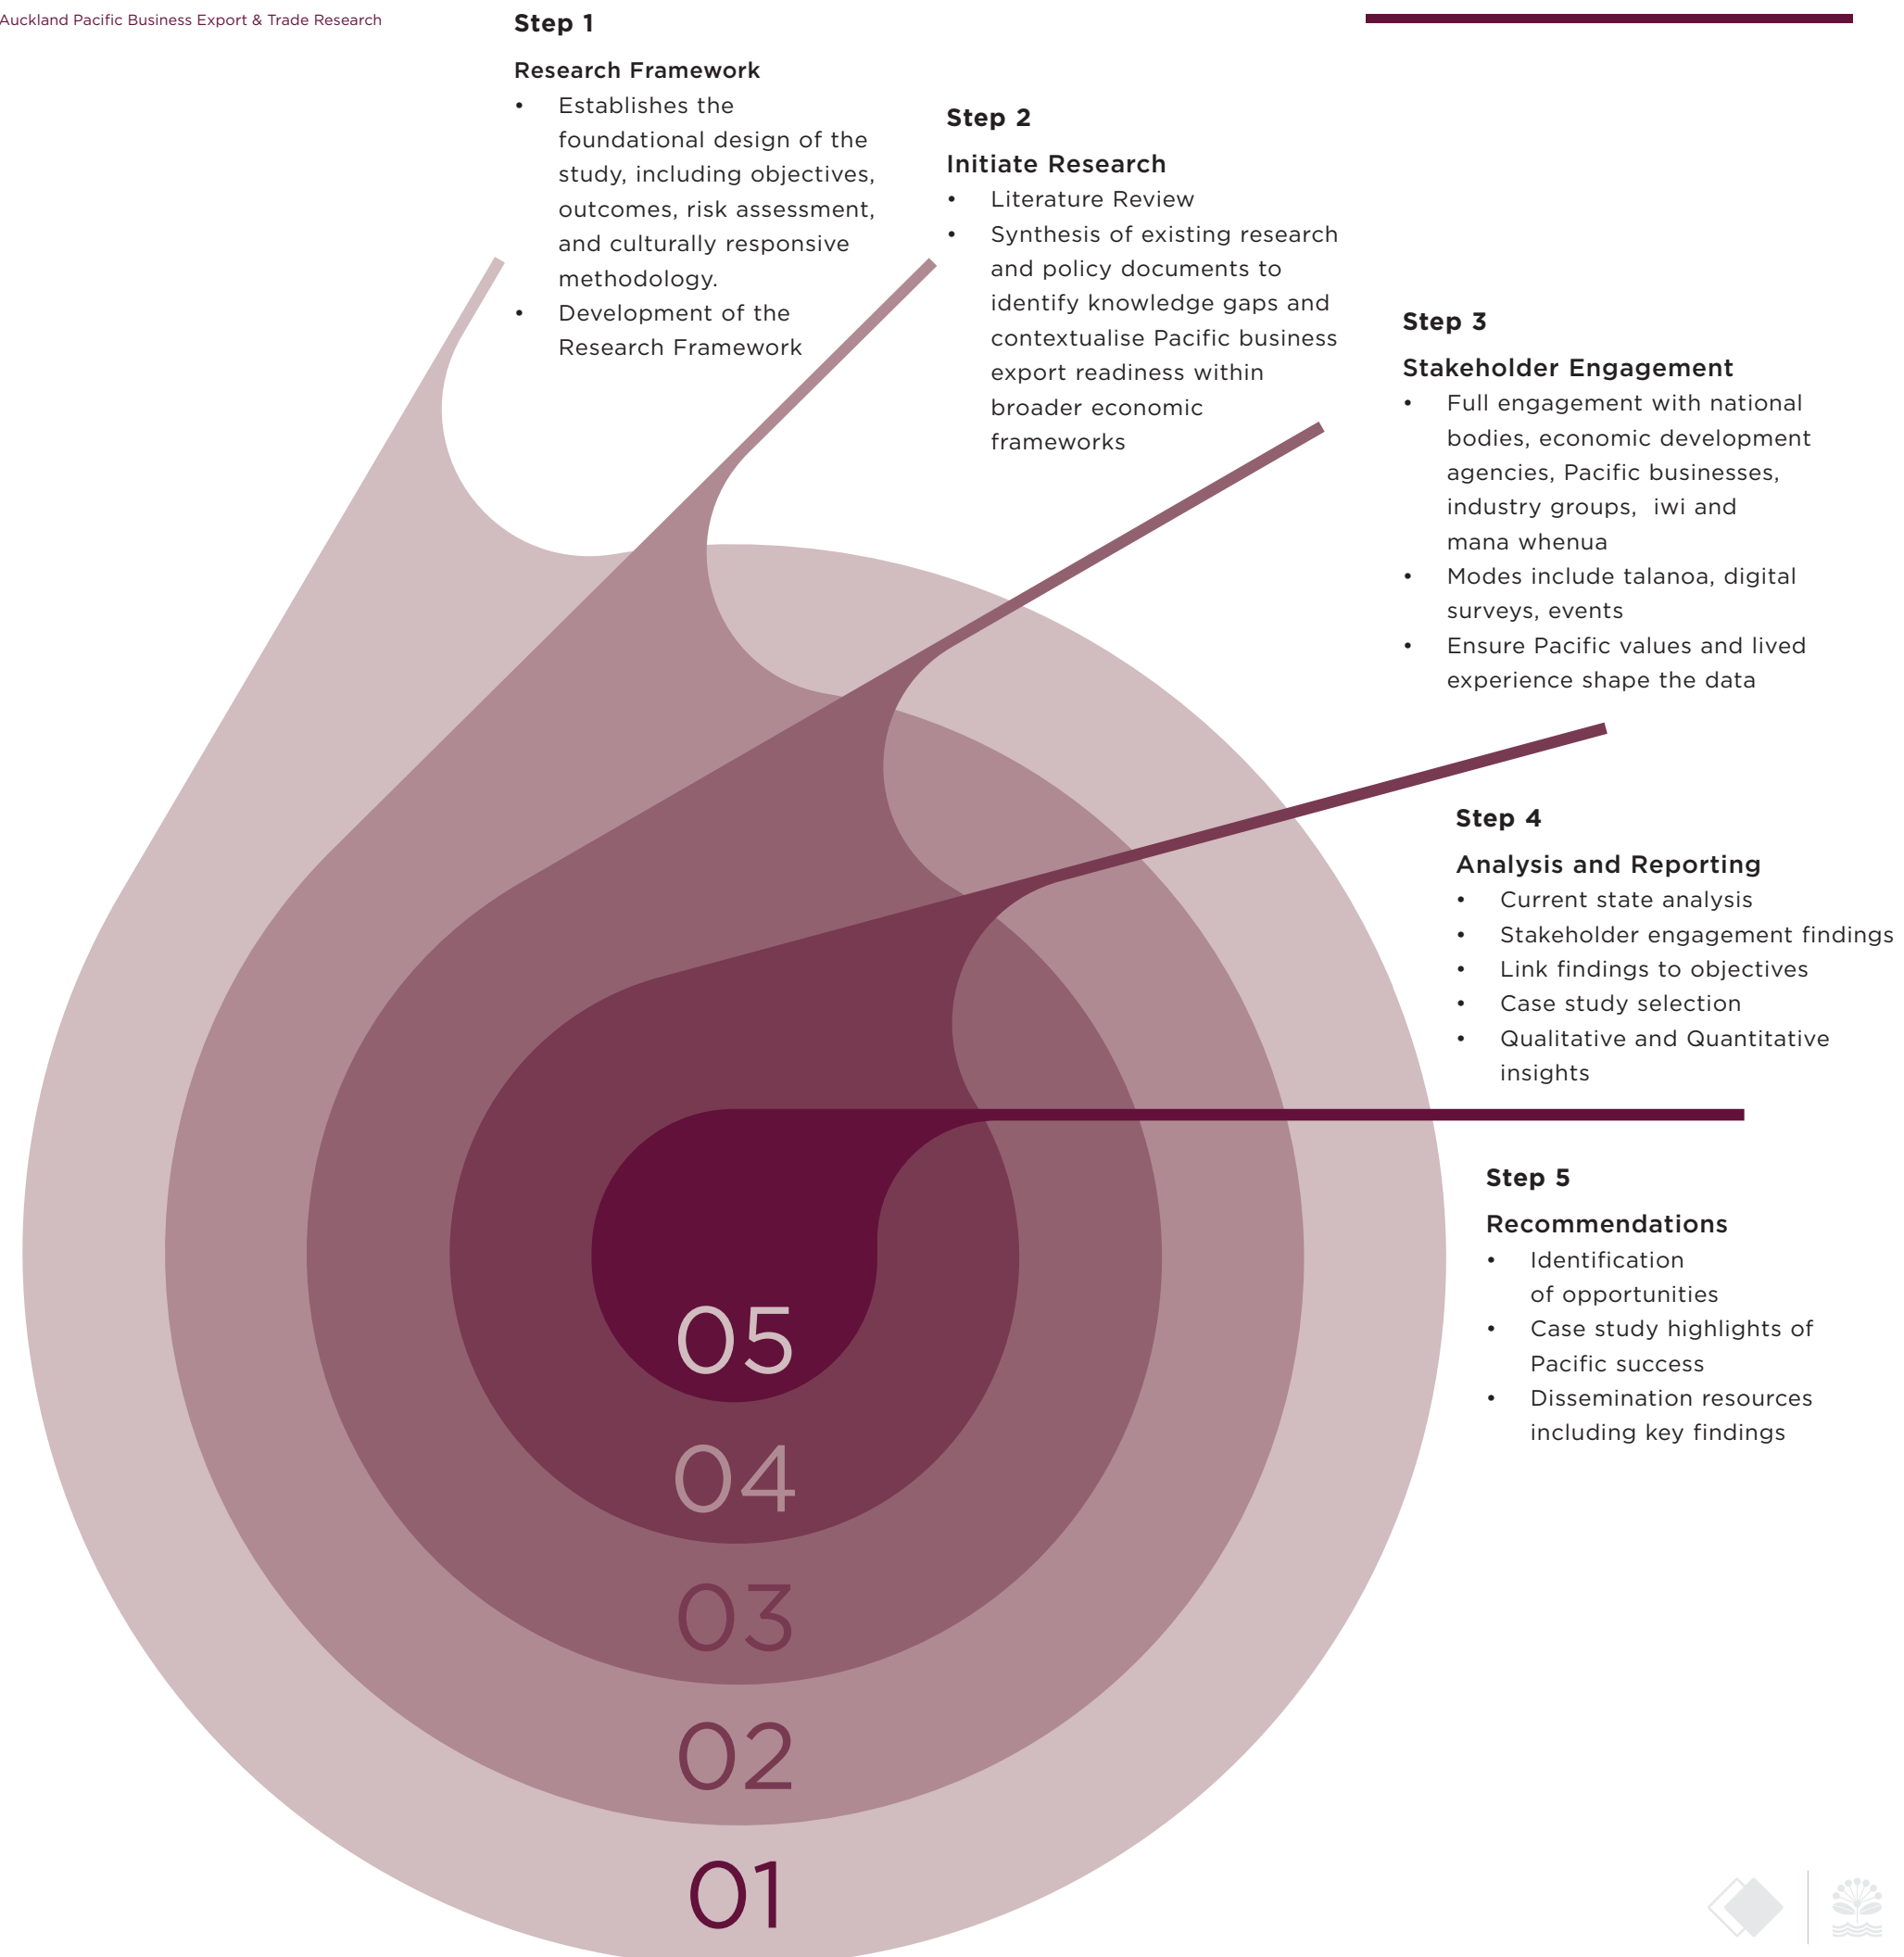 Auckland Pacific Business Export & Trade Research
Step 1
Research Framework
• Establishes the
foundational design of the
study, including objectives,
outcomes, risk assessment,
and culturally responsive
methodology.
• Development of the
Research Framework
Step 2
Initiate Research
• Literature Review
• Synthesis of existing research
and policy documents to
identify knowledge gaps and
contextualise Pacific business
export readiness within
broader economic
frameworks
Step 3
Stakeholder Engagement
• Full engagement with national
bodies, economic development
agencies, Pacific businesses,
industry groups,  iwi and
mana whenua
• Modes include talanoa, digital
surveys, events
• Ensure Pacific values and lived
experience shape the data
Step 4
Analysis and Reporting
• Current state analysis
• Stakeholder engagement findings
• Link findings to objectives
• Case study selection
• Qualitative and Quantitative
insights
Step 5
Recommendations
• Identification
of opportunities
• Case study highlights of
Pacific success
• Dissemination resources
including key findings
05
04
03
02
01